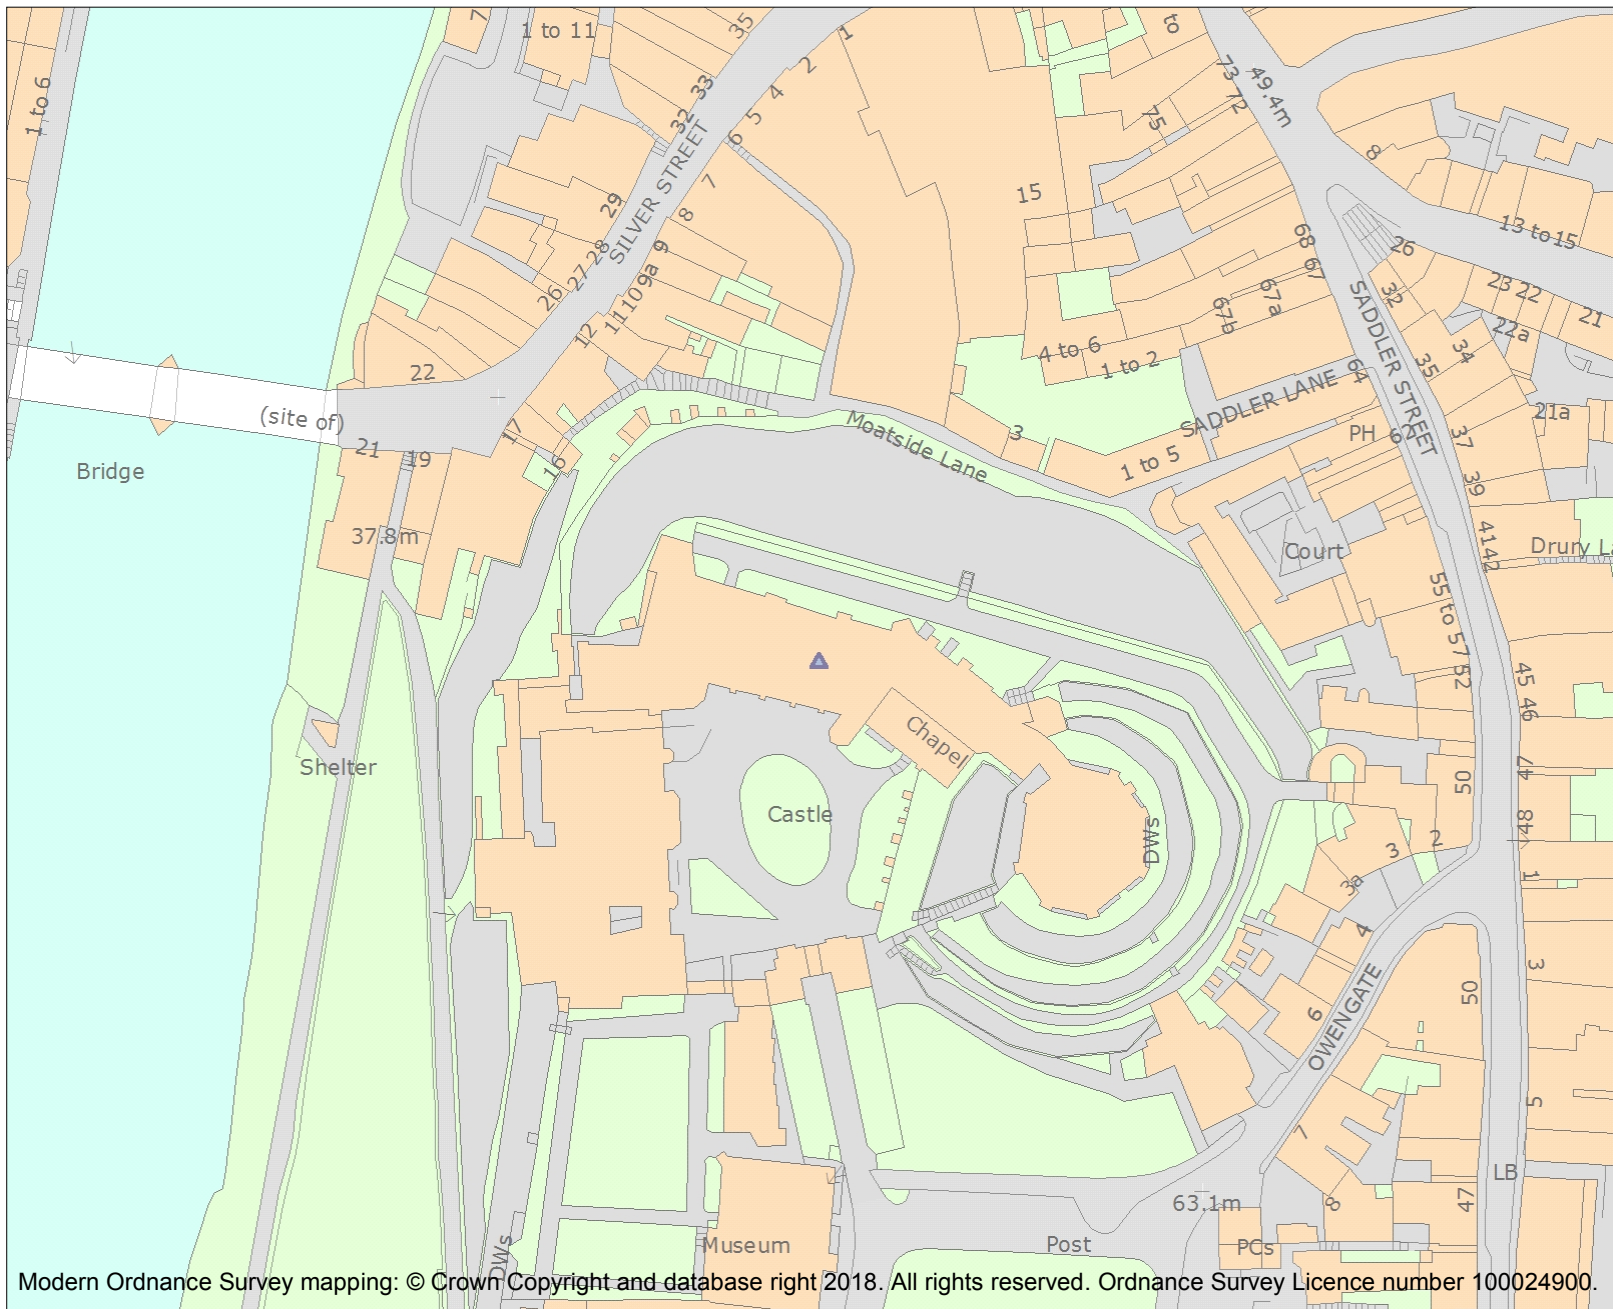 7
1 to 11
35
1
to
1 to 6
33
32
2
4
5
6
73
72
49.4m
75
8
SILVER STREET
7
29
8
15
13 to 15
28
9
68
26
27
9a
67
26
10
11
67a
32
23
22
SADDLER STREET
67b
21
12
22a
34
4 to 6
1 to 2
35
22
64
SADDLER LANE
(site of)
Moatside Lane
21a
17
3
PH
62
37
21
19
16
1 to 5
Bridge
39
37.8m
Court
41
42
Drury La
55 to 57
52
45
46
Chapel
Shelter
50
47
Castle
DWs
48
3
2
3a
1
4
50
3
6
OWENGATE
5
7
LB
63.1m
8
47
DWs
Museum
Post
PCs
Modern Ordnance Survey mapping: © Crown Copyright and database right 2018. All rights reserved. Ordnance Survey Licence number 100024900.